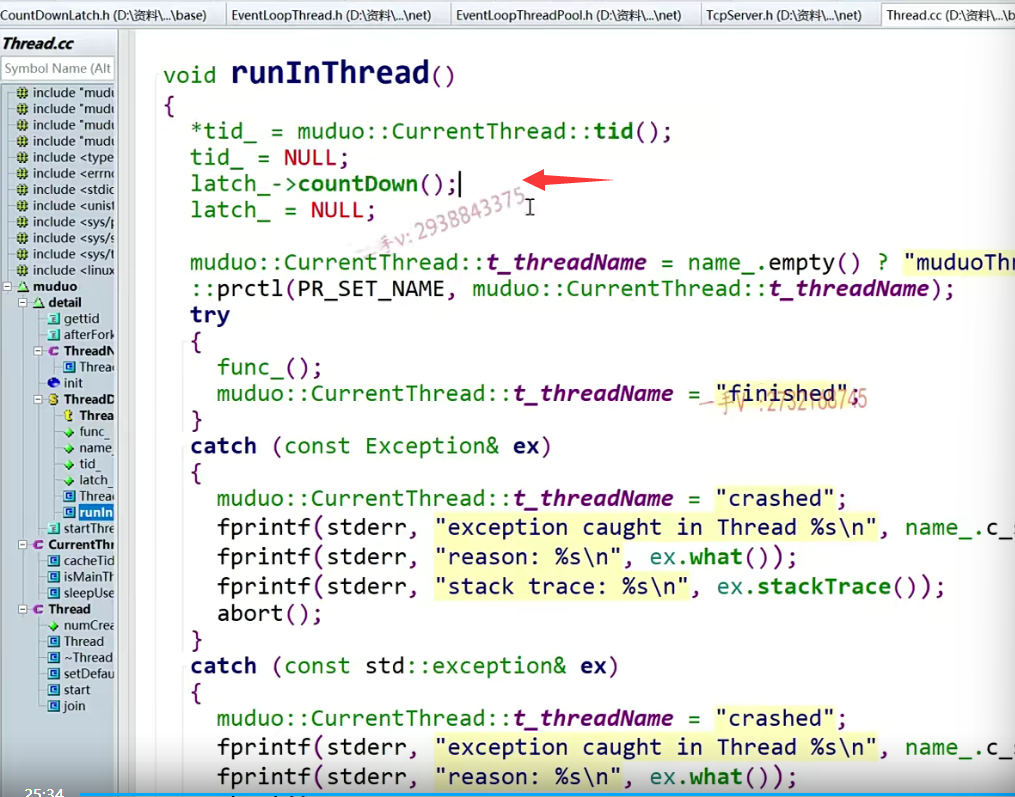 CountDownLatch.h (D:\资料\...\base)
EventLoopThread.h (D:\资料\...\net)
EventLoopThreadPool.h (D:\资料\...\net)
TcpServer.h (D:\资料\...\net)
Thread.cc (D:\资料\...\b
Thread.cc
Symbol Name (Alt
include "mudu
include "mudu
include "mudu
include "mudu
include <type
include <errno
include <stdio
include <unist
include <sys/p
include <sys/s
include <sys/t
include <linux
muduo
detail
gettid
afterFork
ThreadN
Threa
init
ThreadD
Threa
func_
name_
tid_
latch_
Threa
runIn
startThre
CurrentThr
cacheTid
isMainTh
sleepUse
Thread
numCrea
Thread
~Thread
setDefau
start
join
void runInThread()
{
*tid_ = muduo::CurrentThread::tid();
tid_ = NULL;
latch_->countDown();
latch_ = NULL;
手v: 2938843375
muduo::CurrentThread::t_threadName = name_.empty() ? "muduoThr
::prctl(PR_SET_NAME, muduo::CurrentThread::t_threadName);
try
{
func_();
muduo::CurrentThread::t_threadName = "finished";
}
catch (const Exception& ex)
{
muduo::CurrentThread::t_threadName = "crashed";
fprintf(stderr, "exception caught in Thread %s\n", name_.c_s
fprintf(stderr, "reason: %s\n", ex.what());
fprintf(stderr, "stack trace: %s\n", ex.stackTrace());
abort();
}
catch (const std::exception& ex)
{
muduo::CurrentThread::t_threadName = "crashed";
fprintf(stderr, "exception caught in Thread %s\n", name_.c_s
fprintf(stderr, "reason: %s\n", ex.what());
25:34